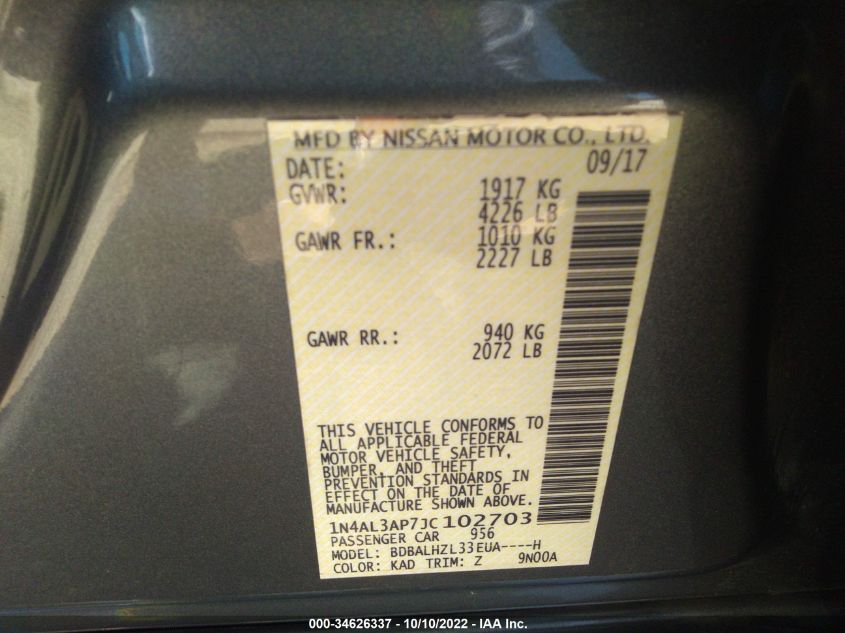 MFD BY NISSAN MOTOR CO., LTD.
DATE: 09/17
GVWR: 1917 KG
4226 LB
GAWR FR.: 1010 KG
2227 LB
GAWR RR.: 940 KG
2072 LB
THIS VEHICLE CONFORMS TO
ALL APPLICABLE FEDERAL
MOTOR VEHICLE SAFETY,
BUMPER, AND THEFT
PREVENTION STANDARDS IN
EFFECT ON THE DATE OF
MANUFACTURE SHOWN ABOVE.
1N4AL3AP7JC102703
PASSENGER CAR 956
MODEL: BDBALHZL33EUA----H
COLOR: KAD TRIM: Z 9N00A
000-34626337 - 10/10/2022 - IAA Inc.